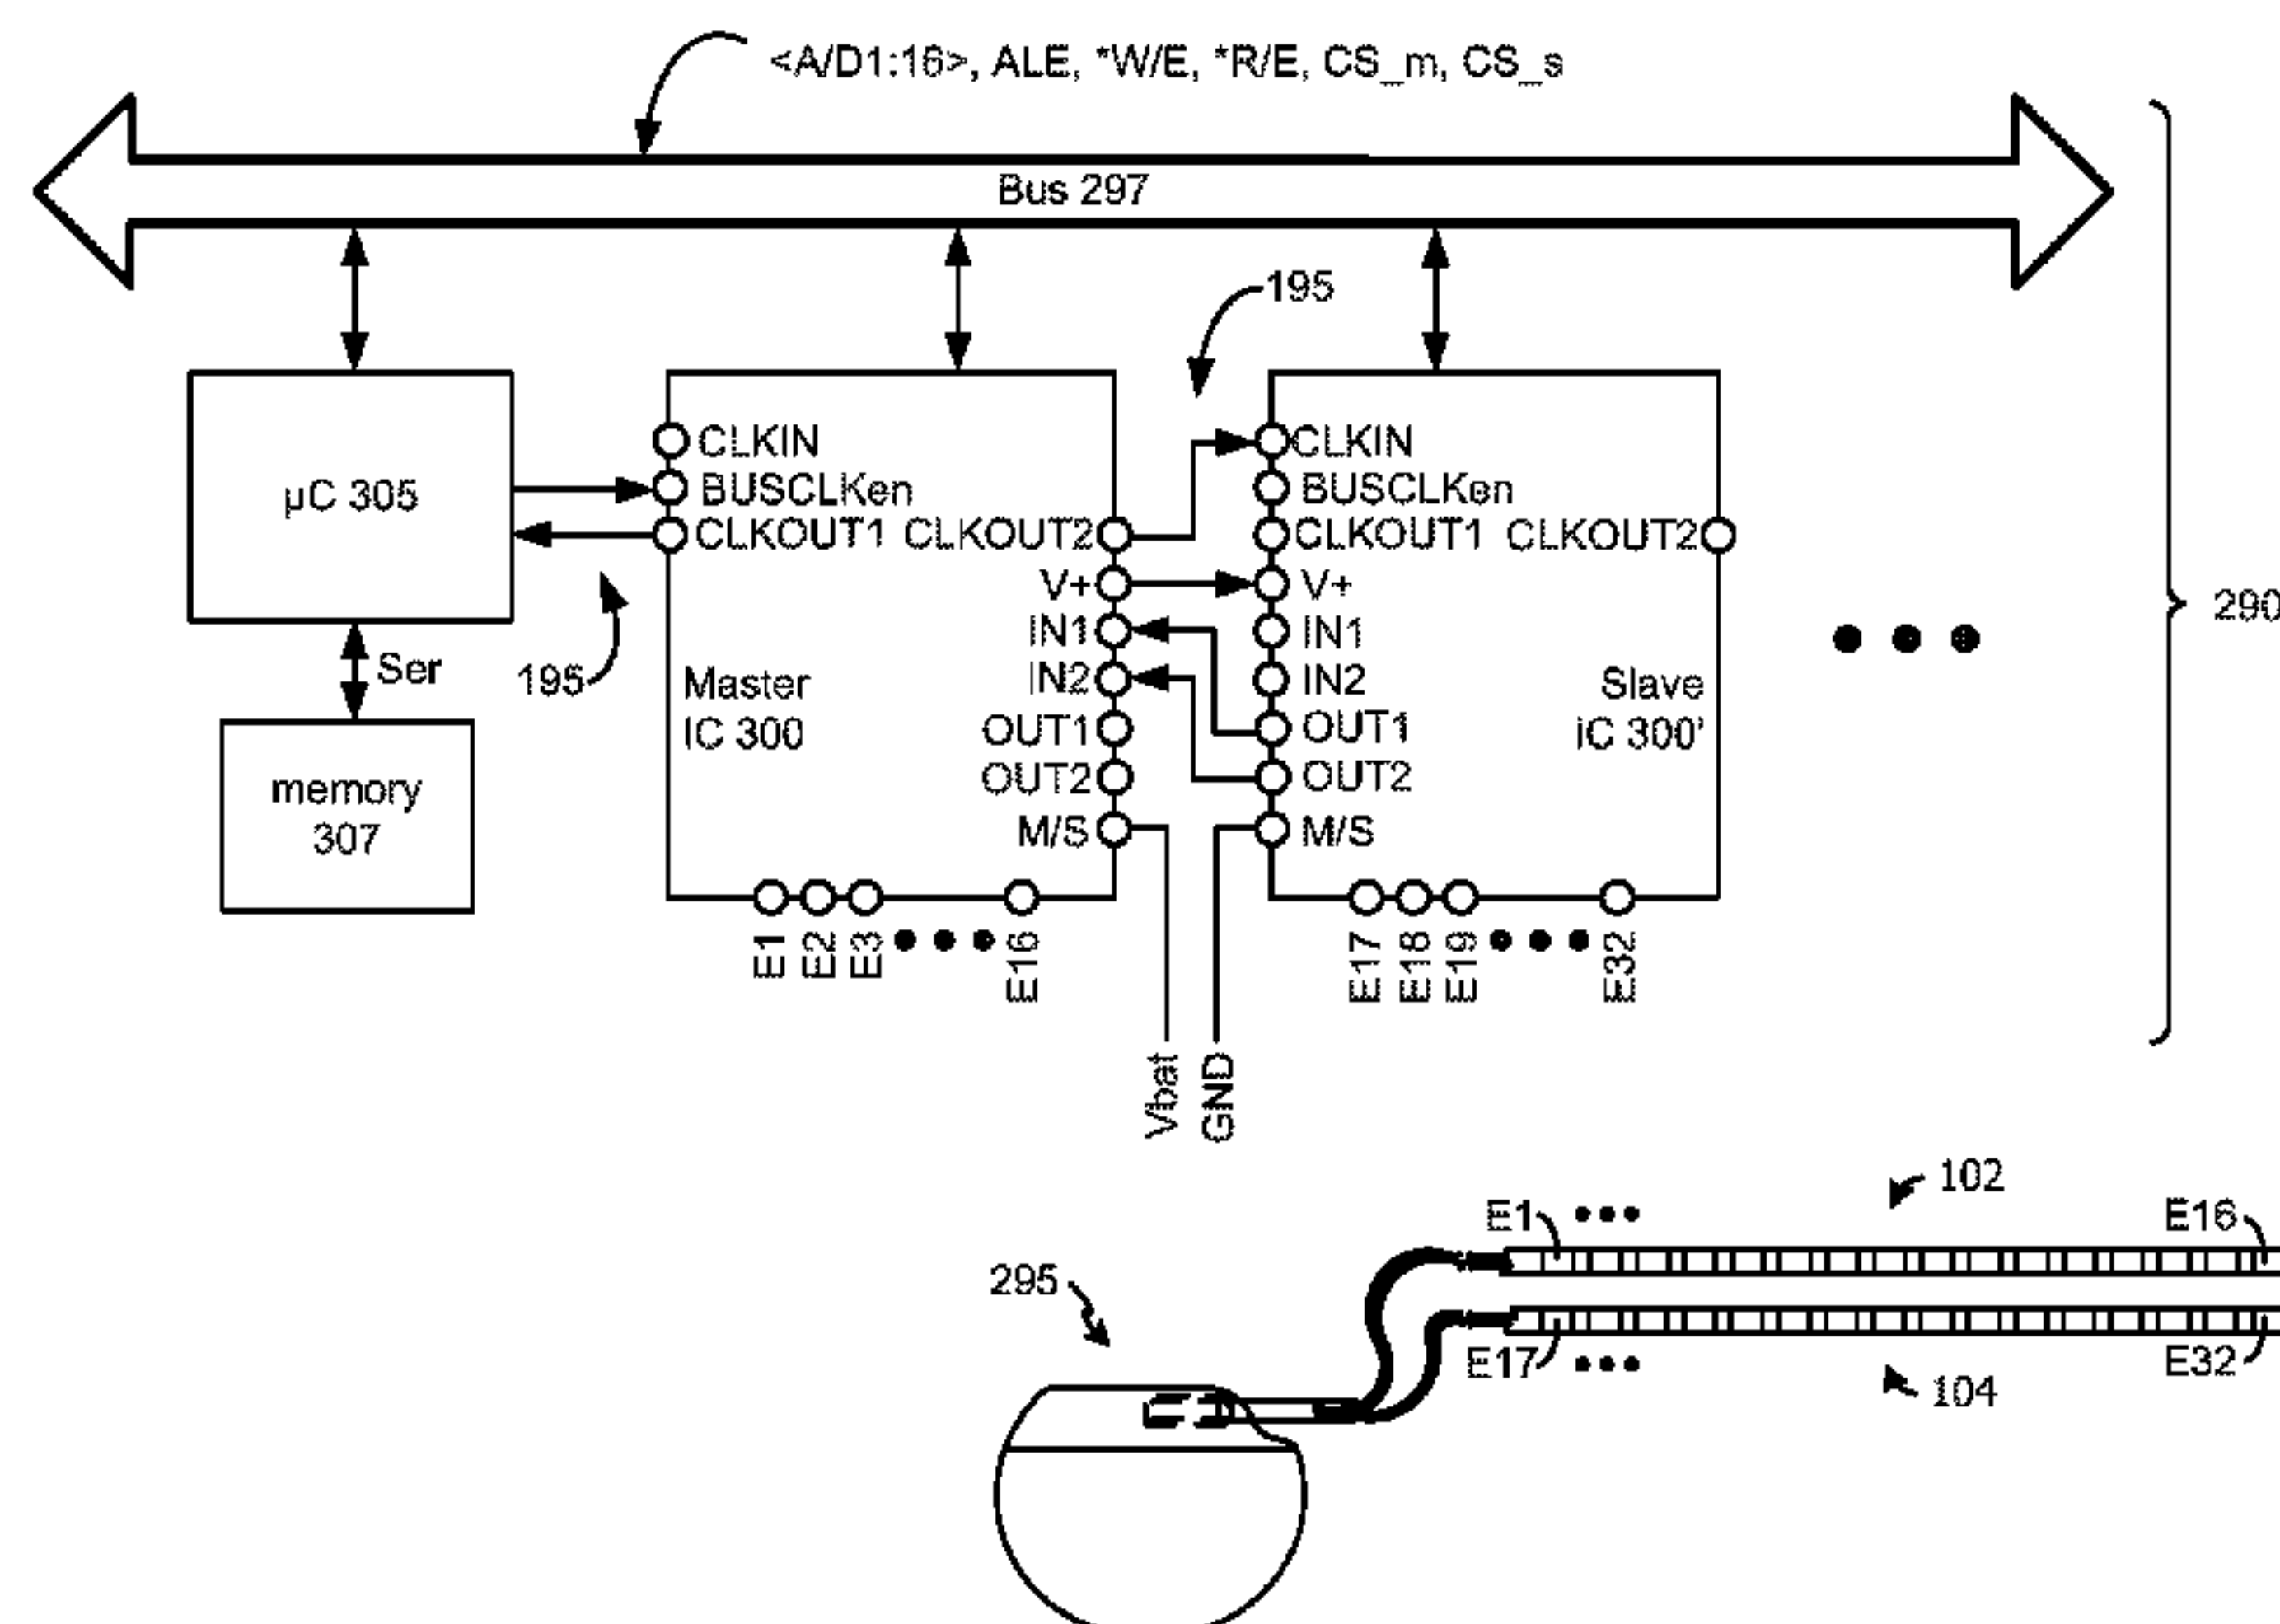 <A/D1:16>, ALE, *W/E, *R/E, CS_m, CS_s
Bus 297
195
290
µC 305
Ser
memory
307
195
CLKIN
BUSCLKen
CLKOUT1 CLKOUT2
V+
IN1
IN2
Master
IC 300
OUT1
OUT2
M/S
E1
E2
E3
E16
CLKIN
BUSCLKen
CLKOUT1 CLKOUT2
V+
IN1
IN2
Slave
IC 300'
OUT1
OUT2
M/S
E17
E18
E19
E32
Vbat
GND
102
E1
E16
295
E17
E32
104